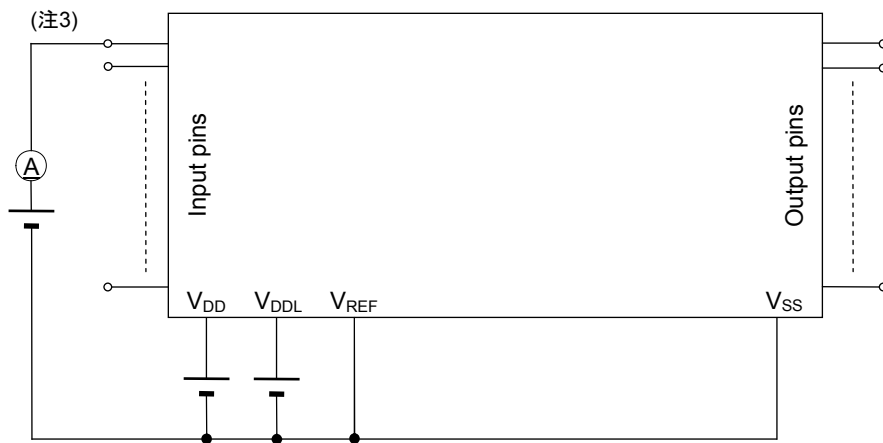 (注3)
A
Input pins
Output pins
VDD
VDDL
VREF
VSS